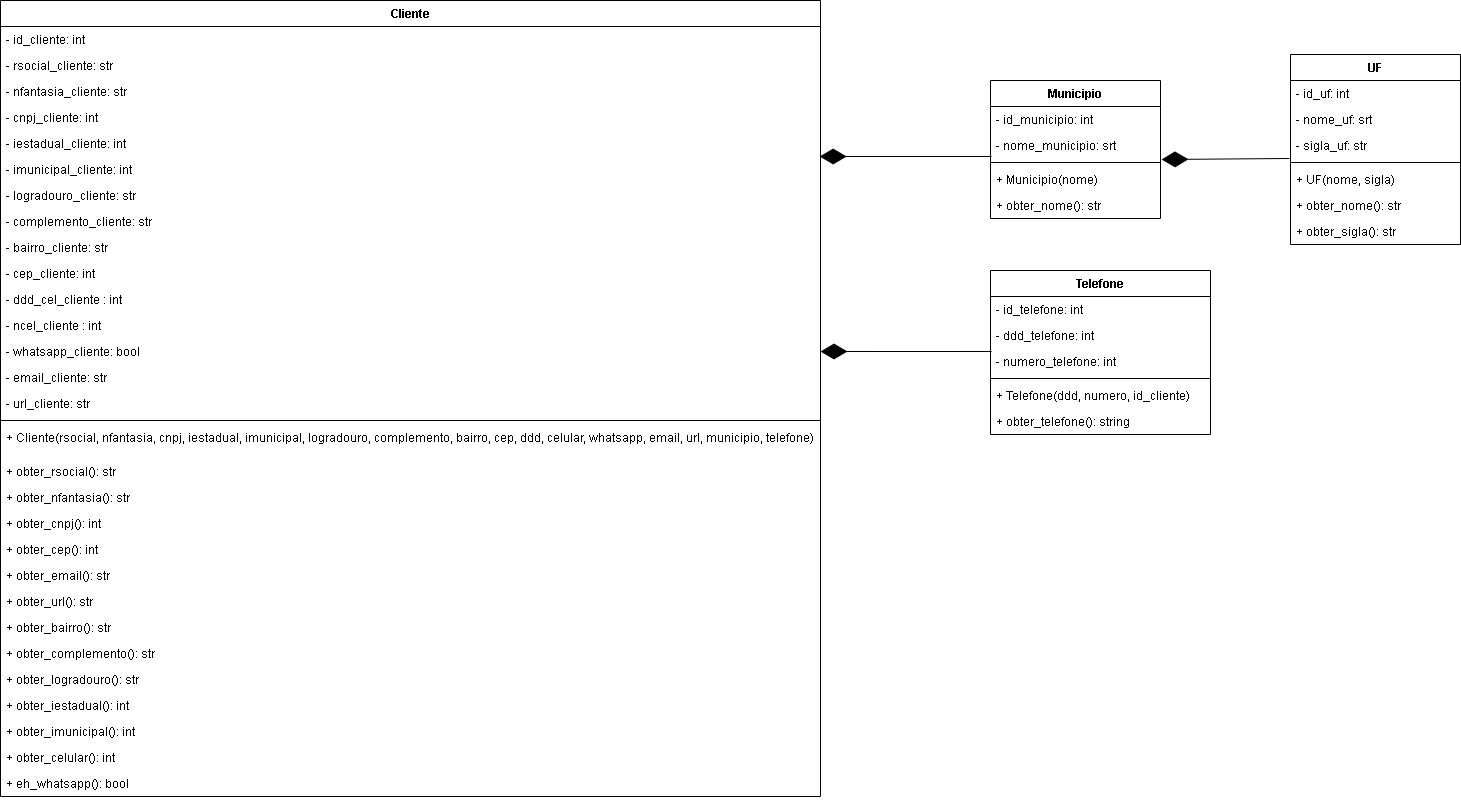 Cliente
- id_cliente: int
- rsocial_cliente: str
- nfantasia_cliente: str
- cnpj_cliente: int
- iestadual_cliente: int
- imunicipal_cliente: int
- logradouro_cliente: str
- complemento_cliente: str
- bairro_cliente: str
- cep_cliente: int
- ddd_cel_cliente : int
- ncel_cliente : int
- whatsapp_cliente: bool
- email_cliente: str
- url_cliente: str
+ Cliente(rsocial, nfantasia, cnpj, iestadual, imunicipal, logradouro, complemento, bairro, cep, ddd, celular, whatsapp, email, url, municipio, telefone)
+ obter_rsocial(): str
+ obter_nfantasia(): str
+ obter_cnpj(): int
+ obter_cep(): int
+ obter_email(): str
+ obter_url(): str
+ obter_bairro(): str
+ obter_complemento(): str
+ obter_logradouro(): str
+ obter_iestadual(): int
+ obter_imunicipal(): int
+ obter_celular(): int
+ eh_whatsapp(): bool
Municipio
- id_municipio: int
- nome_municipio: srt
+ Municipio(nome)
+ obter_nome(): str
UF
- id_uf: int
- nome_uf: srt
- sigla_uf: str
+ UF(nome, sigla)
+ obter_nome(): str
+ obter_sigla(): str
Telefone
- id_telefone: int
- ddd_telefone: int
- numero_telefone: int
+ Telefone(ddd, numero, id_cliente)
+ obter_telefone(): string